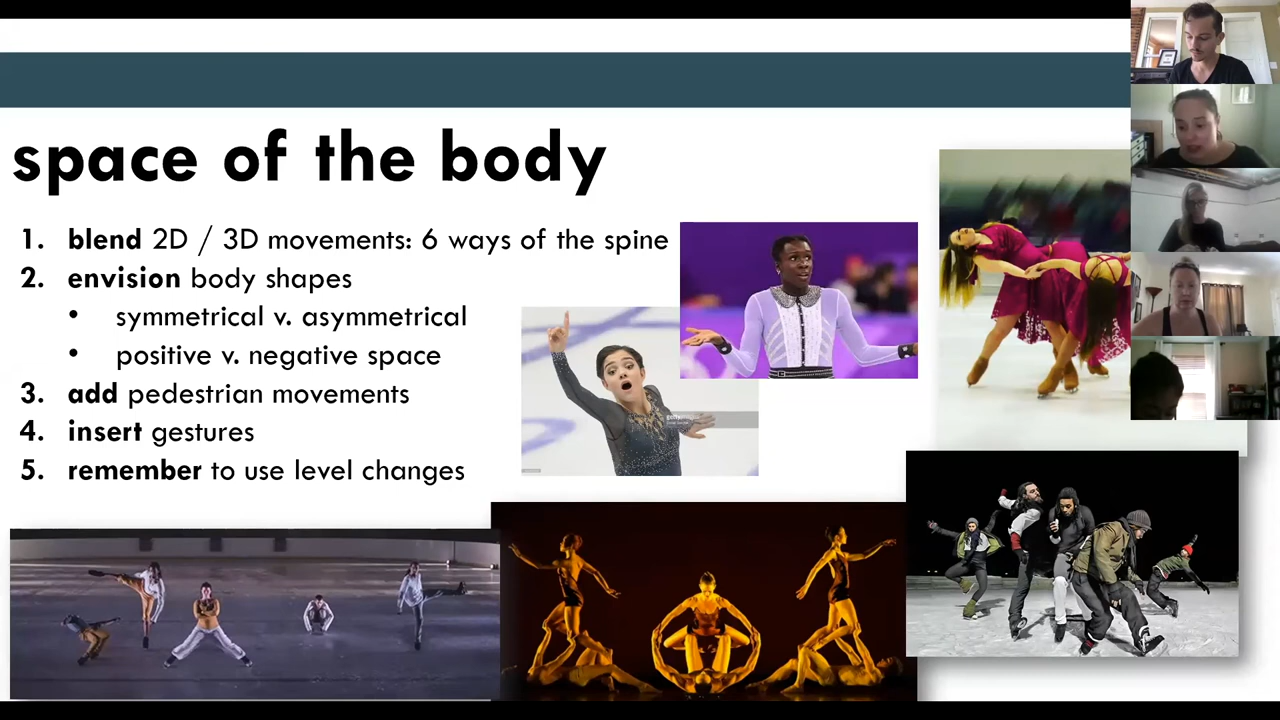 space of the body
1. blend 2D / 3D movements: 6 ways of the spine
2. envision body shapes
• symmetrical v. asymmetrical
• positive v. negative space
3. add pedestrian movements
4. insert gestures
5. remember to use level changes
getty